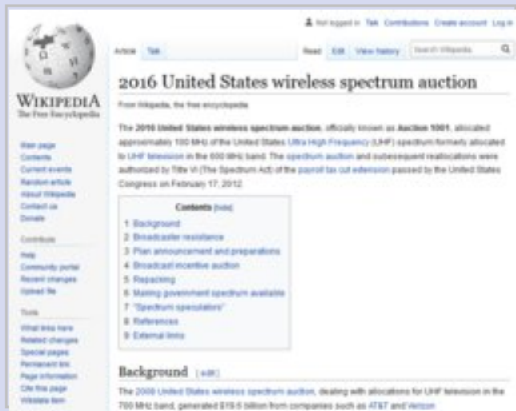 Not logged in Talk Contributions Create account Log in
Article Talk Read Edit View history Search Wikipedia
WIKIPEDIA
The Free Encyclopedia
Main page
Contents
Current events
Random article
About Wikipedia
Contact us
Donate
Contribute
Help
Community portal
Recent changes
Upload file
Tools
What links here
Related changes
Special pages
Permanent link
Page information
Cite this page
Wikidata item
2016 United States wireless spectrum auction
From Wikipedia, the free encyclopedia
The 2016 United States wireless spectrum auction, officially known as Auction 1001, allocated
approximately 100 MHz of the United States Ultra High Frequency (UHF) spectrum formerly allocated
to UHF television in the 600 MHz band. The spectrum auction and subsequent reallocations were
authorized by Title VI (The Spectrum Act) of the payroll tax cut extension passed by the United States
Congress on February 17, 2012.
Contents [hide]
1 Background
2 Broadcaster resistance
3 Plan announcement and preparations
4 Broadcast incentive auction
5 Repacking
6 Making government spectrum available
7 "Spectrum speculators"
8 References
9 External links
Background [edit]
The 2008 United States wireless spectrum auction, dealing with allocations for UHF television in the
700 MHz band, generated $19.6 billion from companies such as AT&T and Verizon